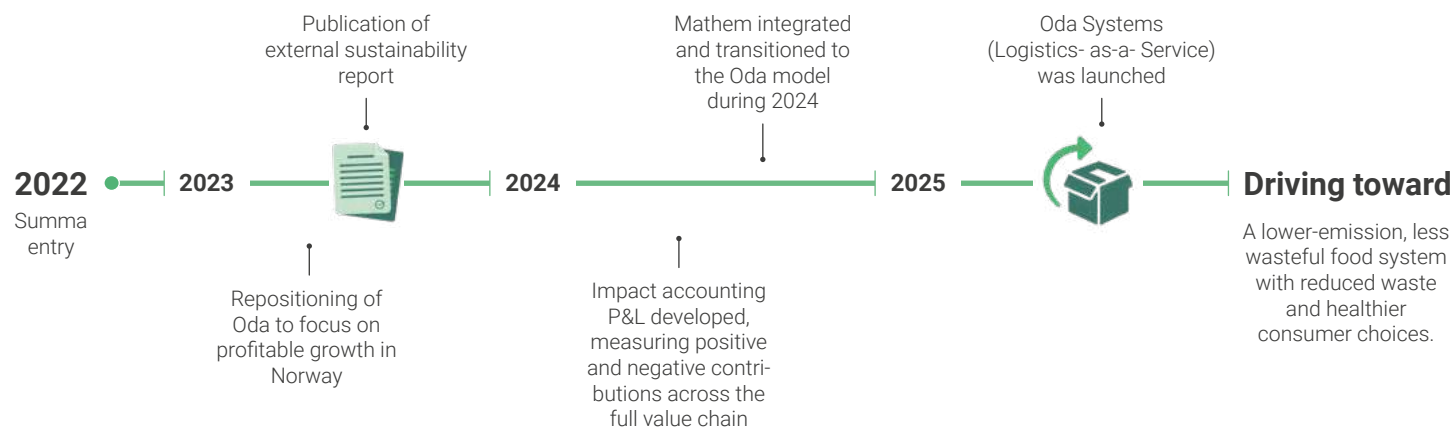 Publication of
external sustainability
report
Mathem integrated
and transitioned to
the Oda model
during 2024
Oda Systems
(Logistics- as-a- Service)
was launched
2022
Summa
entry
2023
2024
2025
Driving toward
A lower-emission, less
wasteful food system
with reduced waste
and healthier
consumer choices.
Repositioning of
Oda to focus on
profitable growth in
Norway
Impact accounting
P&L developed,
measuring positive
and negative contri-
butions across the
full value chain